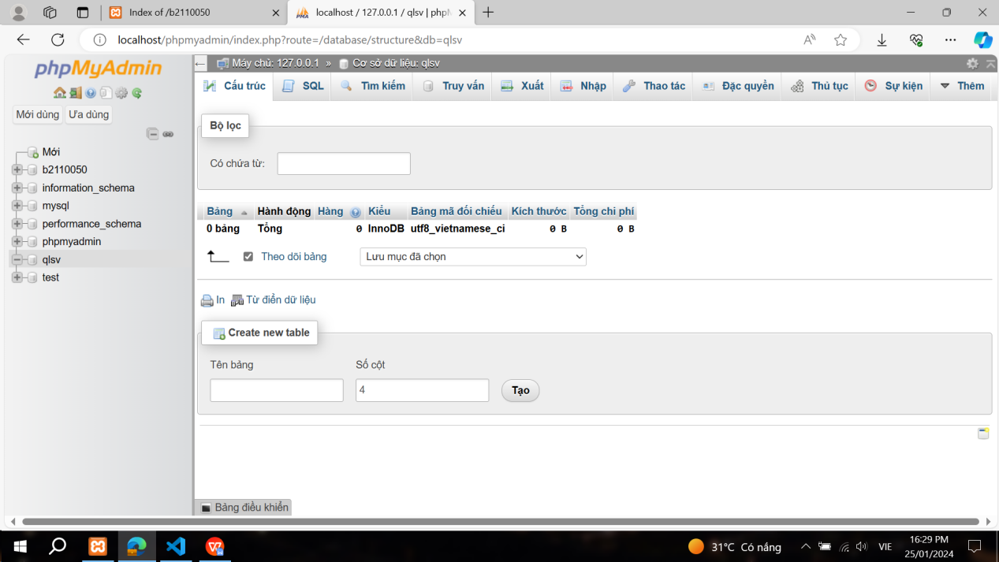 Index of /b2110050
localhost / 127.0.0.1 / qlsv | phpM
localhost/phpmyadmin/index.php?route=/database/structure&db=qlsv
phpMyAdmin
Mới dùng Ưa dùng
Mới
b2110050
information_schema
mysql
performance_schema
phpmyadmin
qlsv
test
Máy chủ: 127.0.0.1 » Cơ sở dữ liệu: qlsv
Cấu trúc SQL Tìm kiếm Truy vấn Xuất Nhập Thao tác Đặc quyền Thủ tục Sự kiện Thêm
Bộ lọc
Có chứa từ:
Bảng Hành động Hàng Kiểu Bảng mã đối chiếu Kích thước Tổng chi phí
0 bảng Tổng 0 InnoDB utf8_vietnamese_ci 0 B 0 B
Theo dõi bảng Lưu mục đã chọn
In Từ điển dữ liệu
Create new table
Tên bảng Số cột
4 Tạo
Bảng điều khiển
31°C Có nắng VIE 16:29 PM
25/01/2024